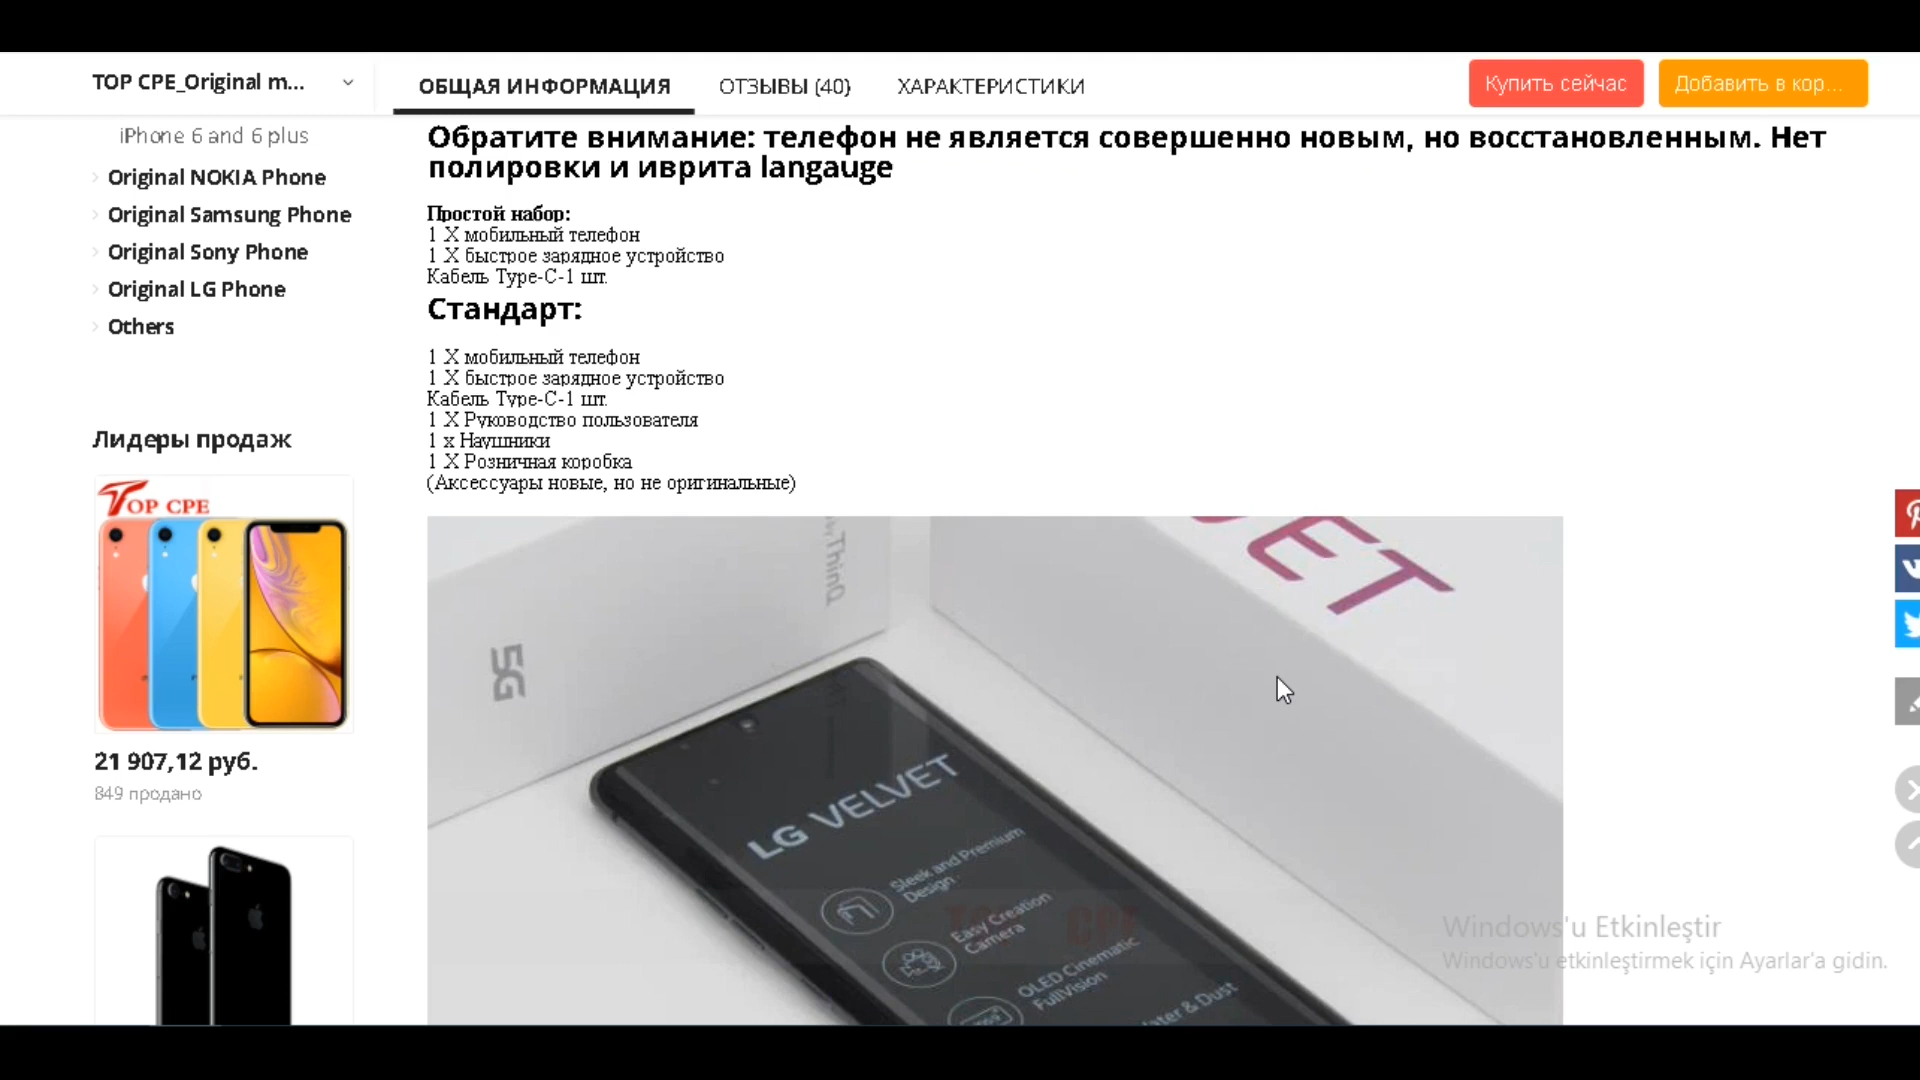 TOP CPE_Original m...
ОБЩАЯ ИНФОРМАЦИЯ
ОТЗЫВЫ (40)
ХАРАКТЕРИСТИКИ
Купить сейчас
Добавить в кор...
iPhone 6 and 6 plus
Original NOKIA Phone
Original Samsung Phone
Original Sony Phone
Original LG Phone
Others
Лидеры продаж
TOP CPE
21 907,12 руб.
849 продано
Обратите внимание: телефон не является совершенно новым, но восстановленным. Нет
полировки и иврита langauge
Простой набор:
1 X мобильный телефон
1 X быстрое зарядное устройство
Кабель Type-C-1 шт.
Стандарт:
1 X мобильный телефон
1 X быстрое зарядное устройство
Кабель Type-C-1 шт.
1 X Руководство пользователя
1 x Наушники
1 X Розничная коробка
(Аксессуары новые, но не оригинальные)
ThinQ
5G
LG VELVET
Sleek and Premium
Design
Easy Creation
Camera
OLED Cinematic
FullVision
& Dust
TOP CPE
Windows'u Etkinleştir
Windows'u etkinleştirmek için Ayarlar'a gidin.